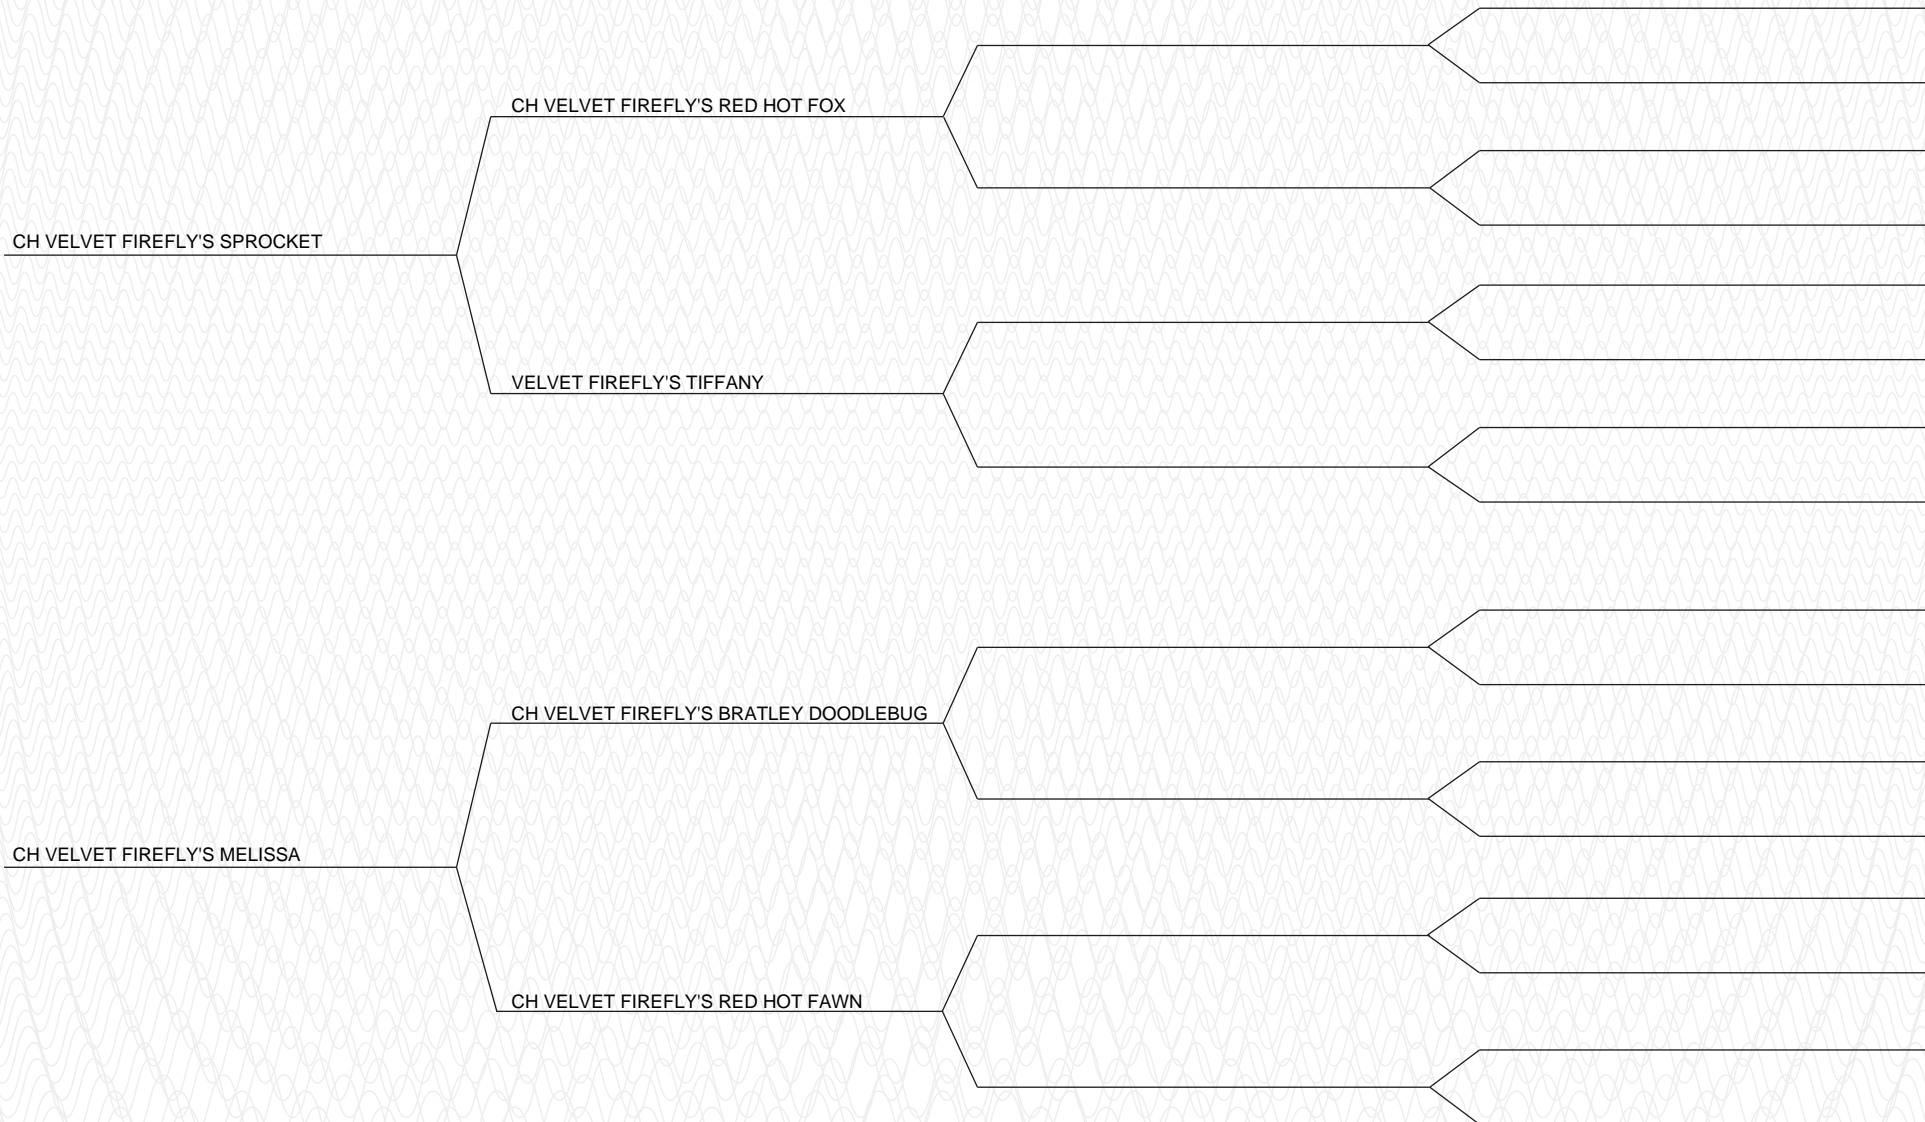 CH VELVET FIREFLY'S RED HOT FOX
CH VELVET FIREFLY'S SPROCKET
VELVET FIREFLY'S TIFFANY
CH VELVET FIREFLY'S BRATLEY DOODLEBUG
CH VELVET FIREFLY'S MELISSA
CH VELVET FIREFLY'S RED HOT FAWN